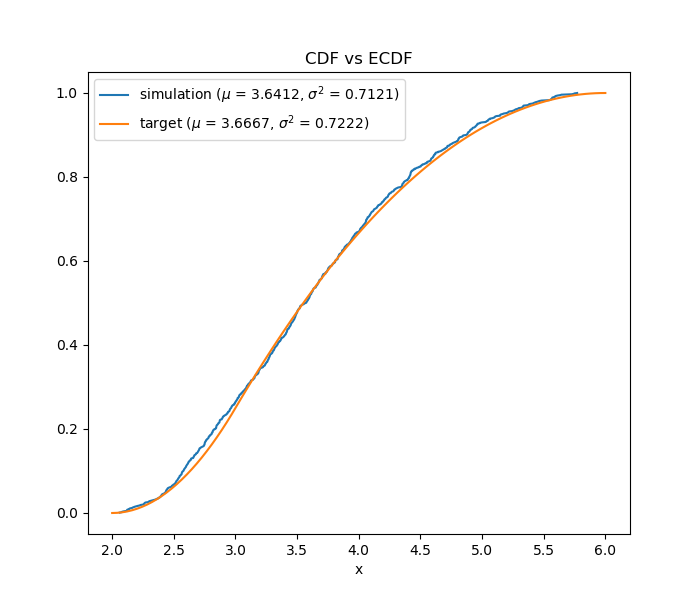 CDF vs ECDF
simulation (μ = 3.6412, σ² = 0.7121)
target (μ = 3.6667, σ² = 0.7222)
1.0
0.8
0.6
0.4
0.2
0.0
2.0 2.5 3.0 3.5 4.0 4.5 5.0 5.5 6.0
x